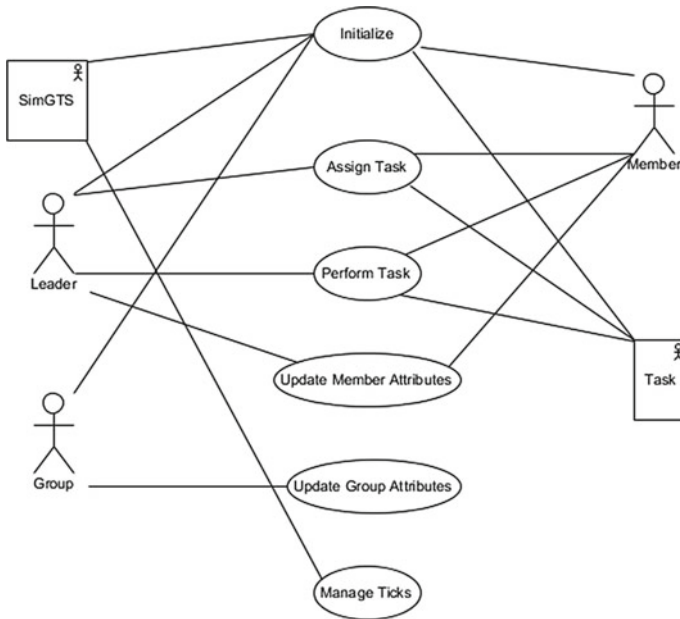 Initialize
SimGTS
Member
Assign Task
Leader
Perform Task
Update Member Attributes
Task
Group
Update Group Attributes
Manage Ticks